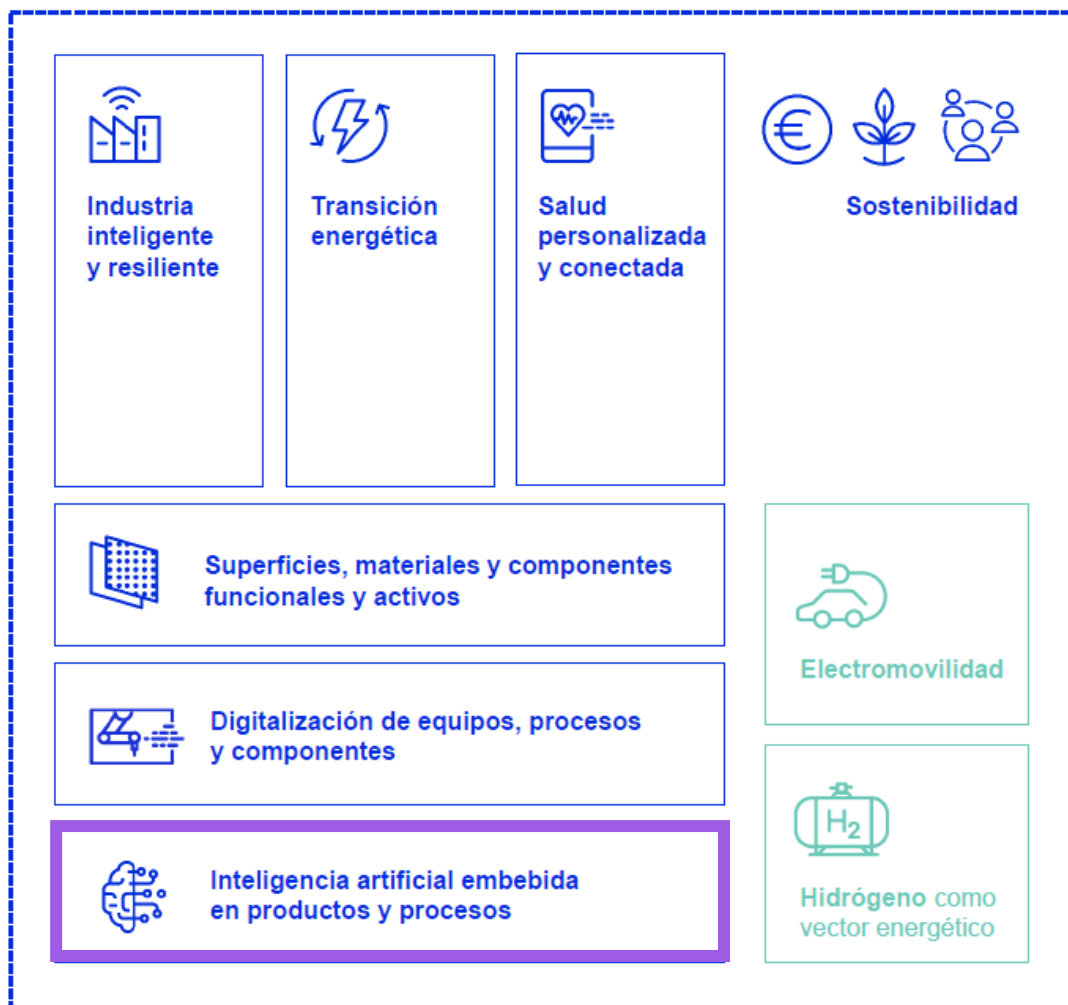 Industria
inteligente
y resiliente
Transición
energética
Salud
personalizada
y conectada
€
Sostenibilidad
Superficies, materiales y componentes
funcionales y activos
Digitalización de equipos, procesos
y componentes
Inteligencia artificial embebida
en productos y procesos
Electromovilidad
H2
Hidrógeno como
vector energético